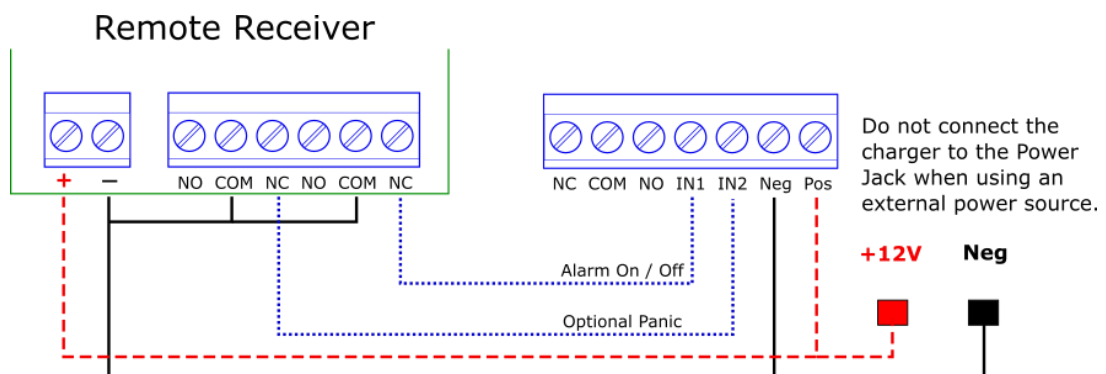 Remote Receiver
+ − NO COM NC NO COM NC
NC COM NO IN1 IN2 Neg Pos
Do not connect the
charger to the Power
Jack when using an
external power source.
+12V Neg
Alarm On / Off
Optional Panic